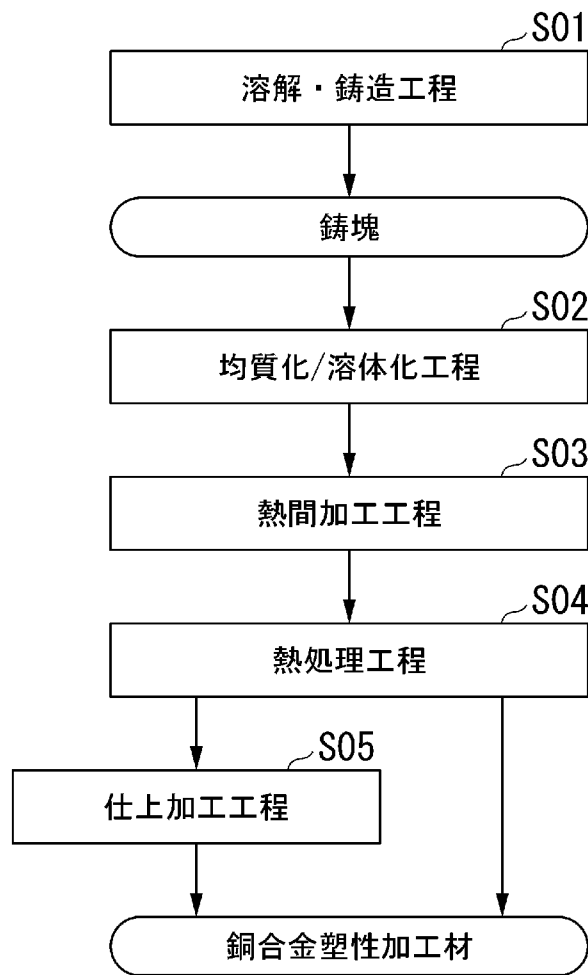 S01
溶解・鋳造工程
鋳塊
S02
均質化/溶体化工程
S03
熱間加工工程
S04
熱処理工程
S05
仕上加工工程
銅合金塑性加工材